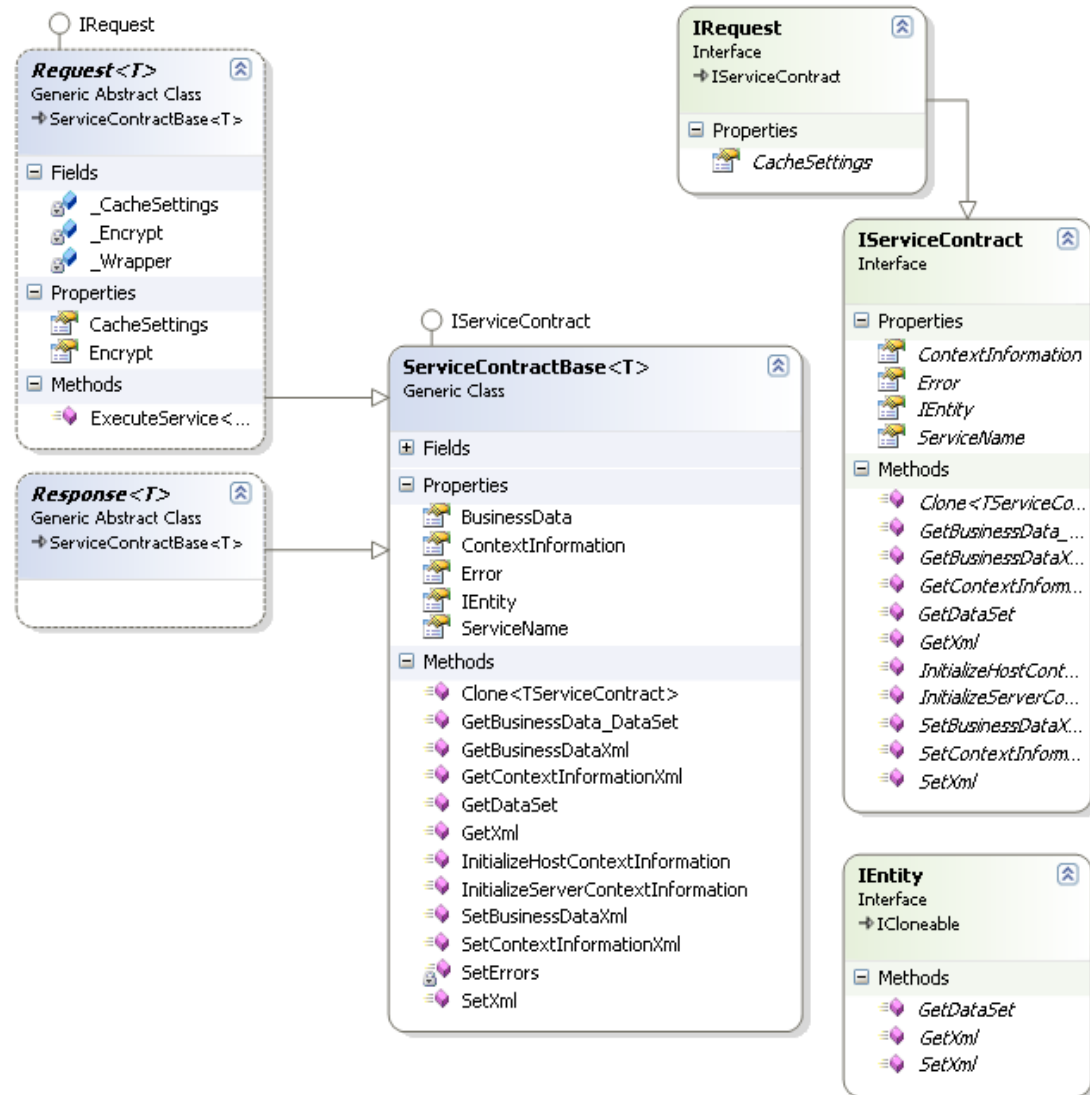 IRequest
Request<T>
Generic Abstract Class
ServiceContractBase<T>
Fields
_CacheSettings
_Encrypt
_Wrapper
Properties
CacheSettings
Encrypt
Methods
ExecuteService<...
Response<T>
Generic Abstract Class
ServiceContractBase<T>
IServiceContract
ServiceContractBase<T>
Generic Class
Fields
Properties
BusinessData
ContextInformation
Error
IEntity
ServiceName
Methods
Clone<TServiceContract>
GetBusinessData_DataSet
GetBusinessDataXml
GetContextInformationXml
GetDataSet
GetXml
InitializeHostContextInformation
InitializeServerContextInformation
SetBusinessDataXml
SetContextInformationXml
SetErrors
SetXml
IRequest
Interface
IServiceContract
Properties
CacheSettings
IServiceContract
Interface
Properties
ContextInformation
Error
IEntity
ServiceName
Methods
Clone<TServiceCo...
GetBusinessData_...
GetBusinessDataX...
GetContextInform...
GetDataSet
GetXml
InitializeHostCont...
InitializeServerCo...
SetBusinessDataX...
SetContextInform...
SetXml
IEntity
Interface
ICloneable
Methods
GetDataSet
GetXml
SetXml